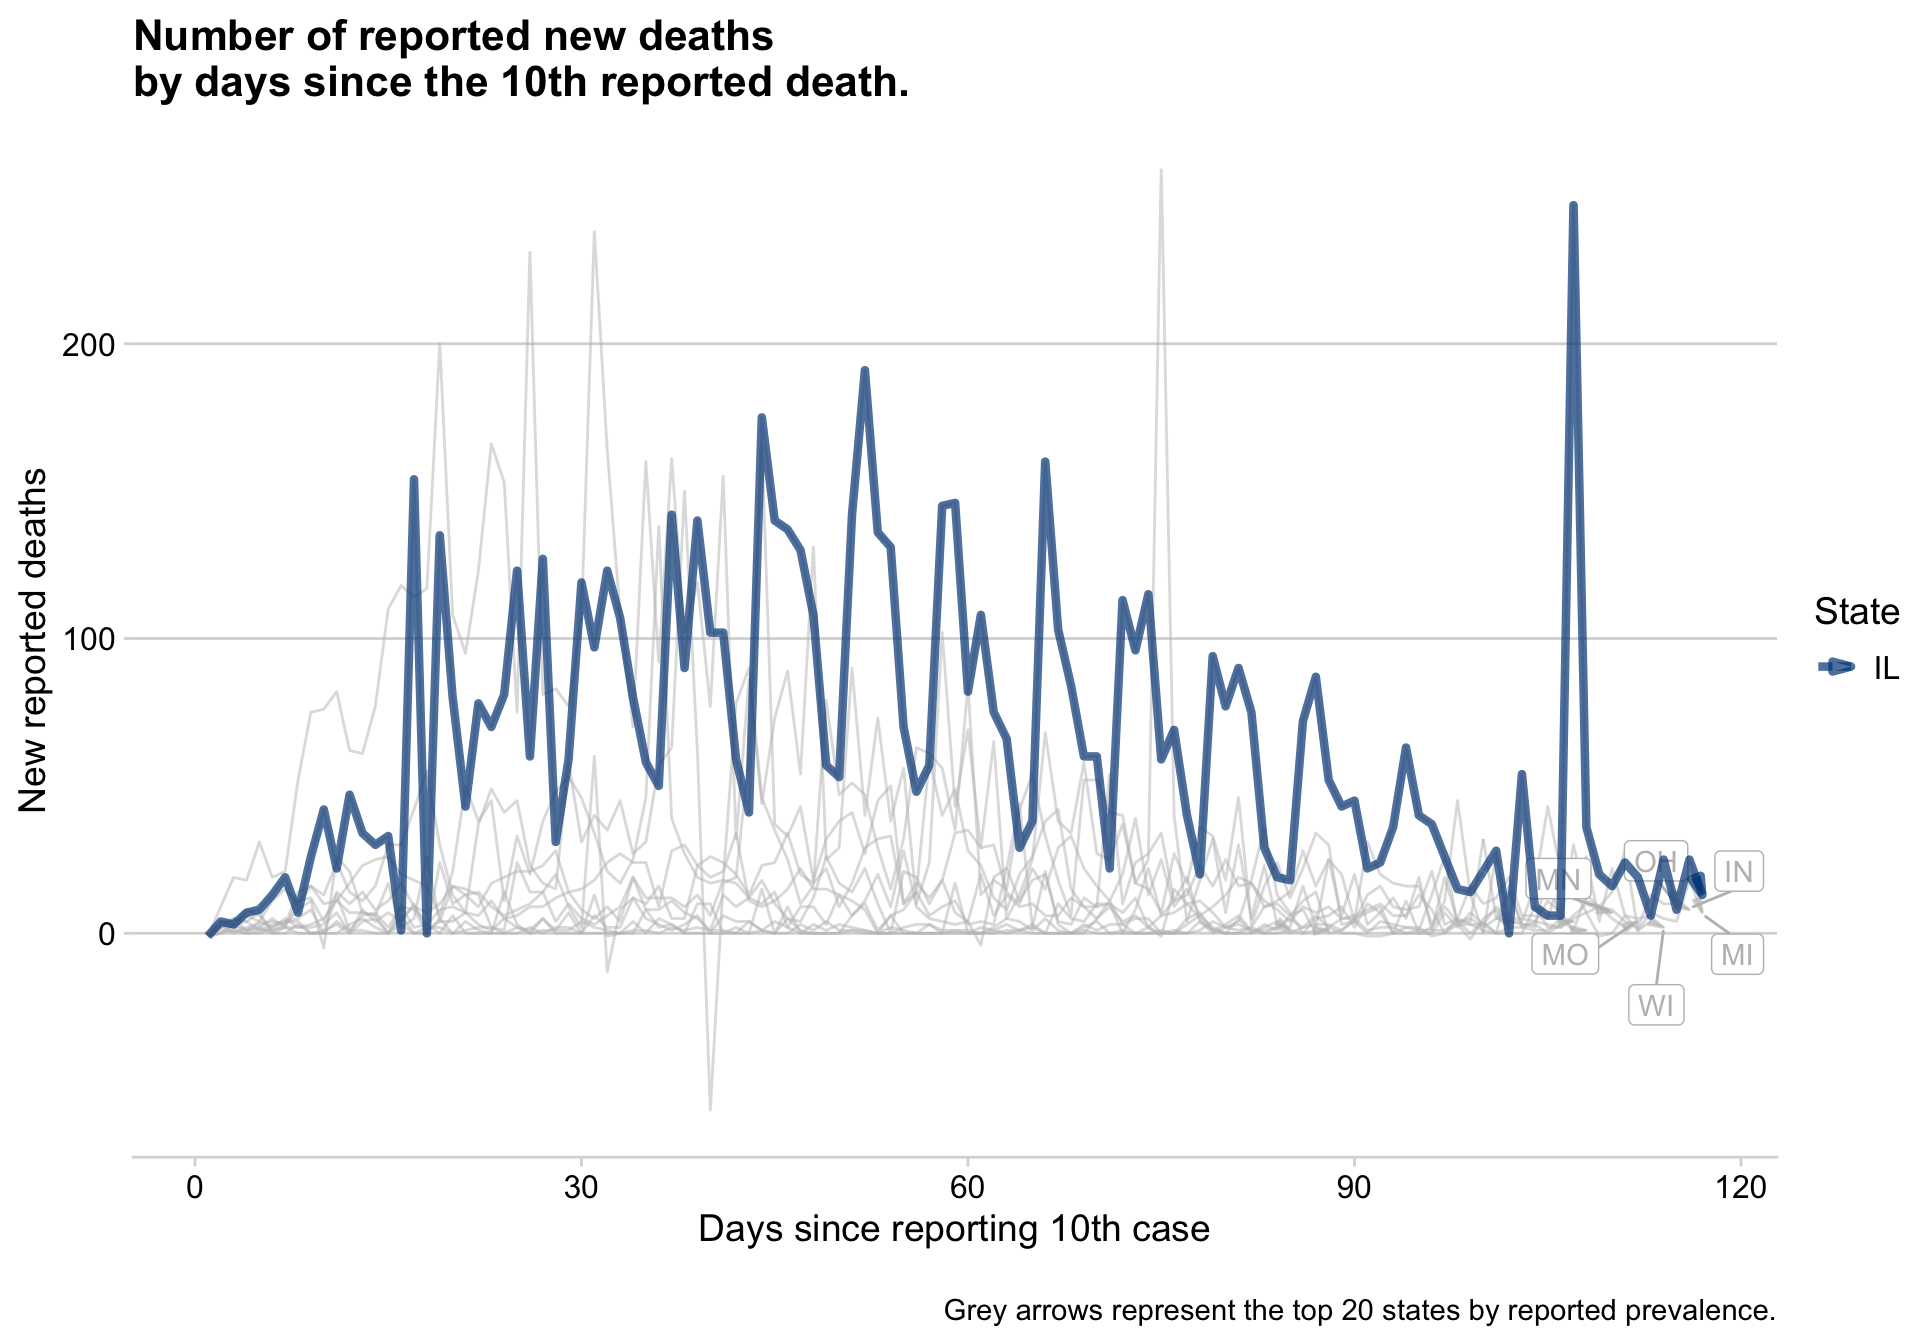 Number of reported new deaths
by days since the 10th reported death.
New reported deaths
200
100
0
MN
OH
IN
MO
MI
WI
0
30
60
90
120
Days since reporting 10th case
State
IL
Grey arrows represent the top 20 states by reported prevalence.